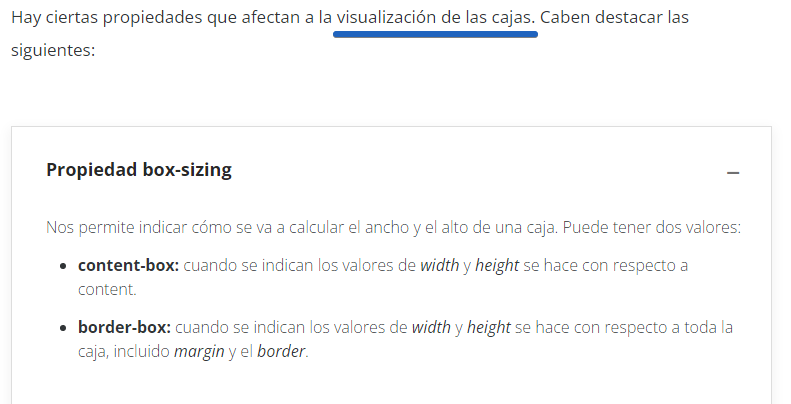 Hay ciertas propiedades que afectan a la visualización de las cajas. Caben destacar las
siguientes:
Propiedad box-sizing
Nos permite indicar cómo se va a calcular el ancho y el alto de una caja. Puede tener dos valores:
• content-box: cuando se indican los valores de width y height se hace con respecto a
content.
• border-box: cuando se indican los valores de width y height se hace con respecto a toda la
caja, incluido margin y el border.